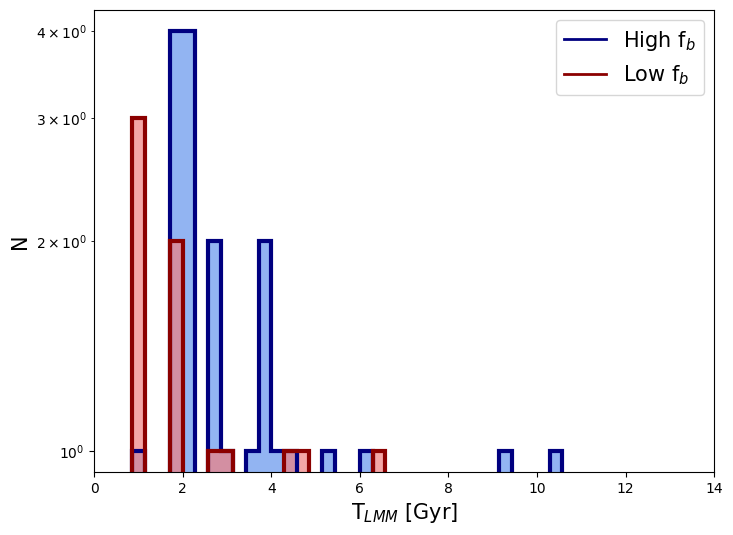 High f_b
Low f_b
4 × 10^0
3 × 10^0
2 × 10^0
10^0
N
0 2 4 6 8 10 12 14
T_LMM [Gyr]